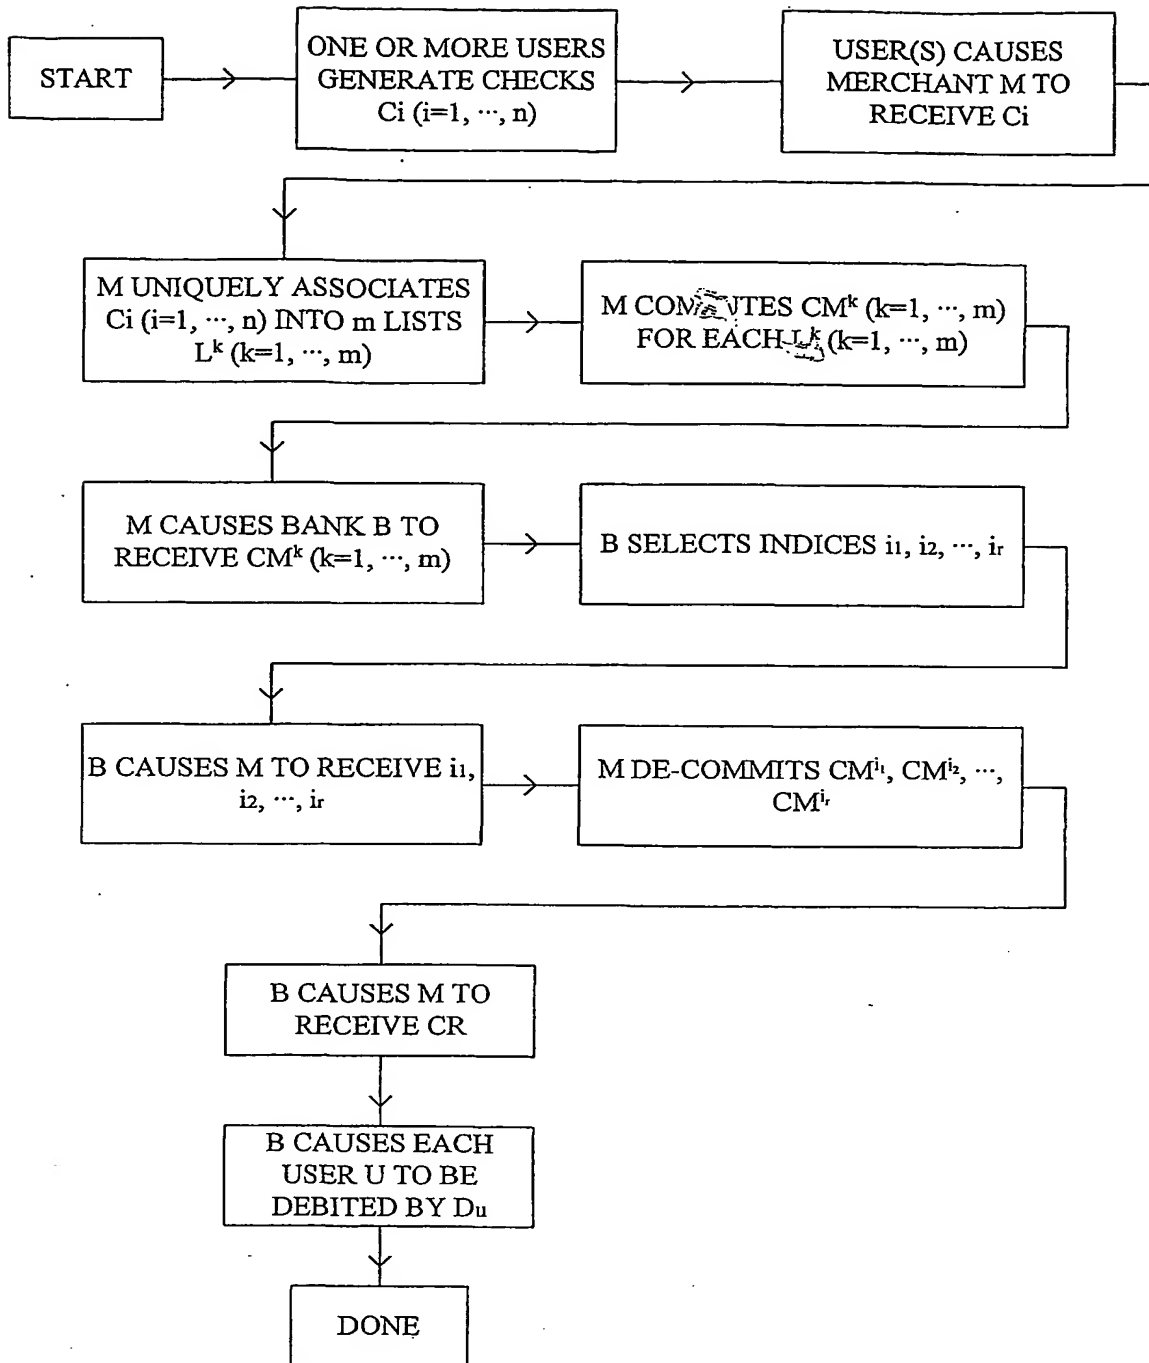 START
ONE OR MORE USERS
GENERATE CHECKS
Ci (i=1, ···, n)
USER(S) CAUSES
MERCHANT M TO
RECEIVE Ci
M UNIQUELY ASSOCIATES
Ci (i=1, ···, n) INTO m LISTS
L^k (k=1, ···, m)
M COMPUTES CM^k (k=1, ···, m)
FOR EACH L^k (k=1, ···, m)
M CAUSES BANK B TO
RECEIVE CM^k (k=1, ···, m)
B SELECTS INDICES i1, i2, ···, ir
B CAUSES M TO RECEIVE i1,
i2, ···, ir
M DE-COMMITS CM^i1, CM^i2, ···,
CM^ir
B CAUSES M TO
RECEIVE CR
B CAUSES EACH
USER U TO BE
DEBITED BY Du
DONE